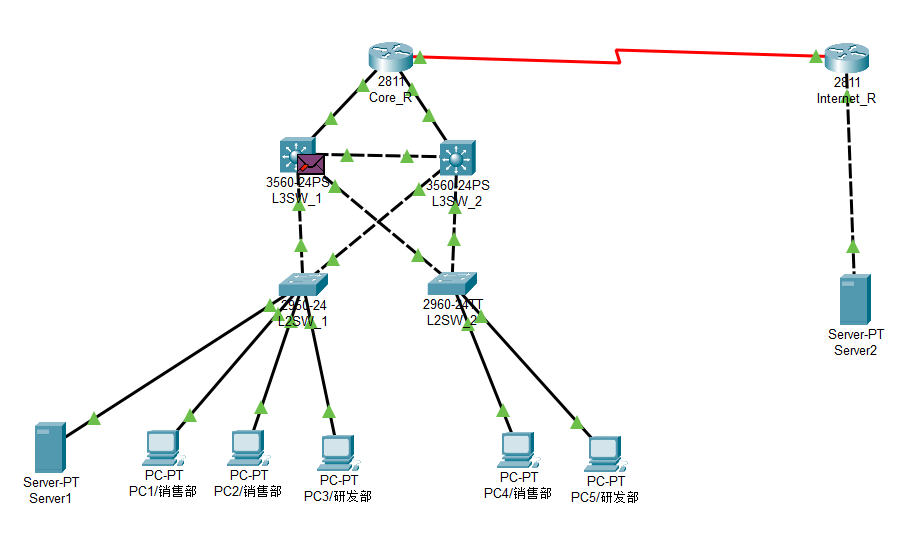 2811
Core_R
2811
Internet_R
3560-24PS
L3SW_1
3560-24PS
L3SW_2
2950-24
L2SW_1
2960-24TT
L2SW_2
Server-PT
Server2
Server-PT
Server1
PC-PT
PC1/销售部
PC-PT
PC2/销售部
PC-PT
PC3/研发部
PC-PT
PC4/销售部
PC-PT
PC5/研发部